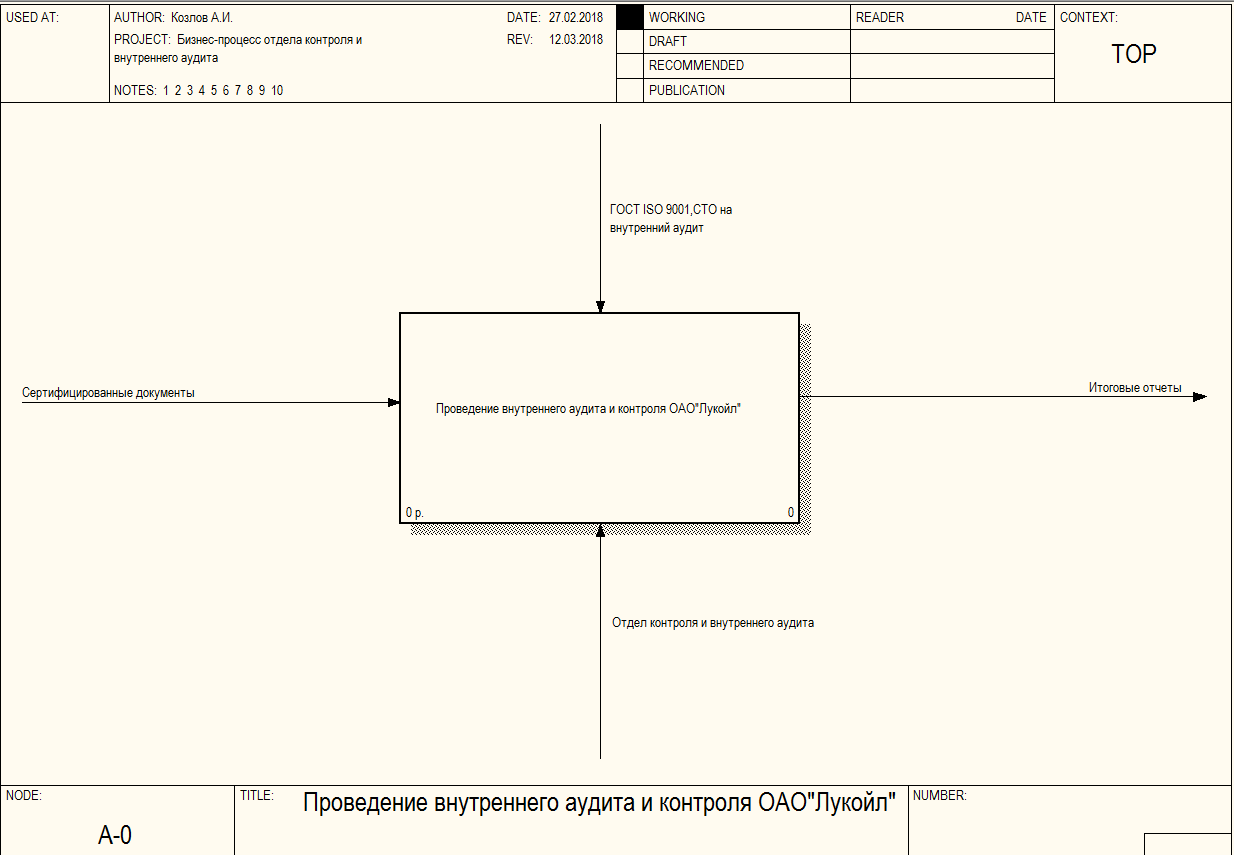 USED AT:
AUTHOR: Козлов А.И.
DATE: 27.02.2018
PROJECT: Бизнес-процесс отдела контроля и
внутреннего аудита
REV: 12.03.2018
NOTES: 1 2 3 4 5 6 7 8 9 10
WORKING
DRAFT
RECOMMENDED
PUBLICATION
READER DATE
CONTEXT:
TOP
ГОСТ ISO 9001,СТО на
внутренний аудит
Сертифицированные документы
Итоговые отчеты
Проведение внутреннего аудита и контроля ОАО"Лукойл"
0 р. 0
Отдел контроля и внутреннего аудита
NODE:
A-0
TITLE: Проведение внутреннего аудита и контроля ОАО"Лукойл"
NUMBER: